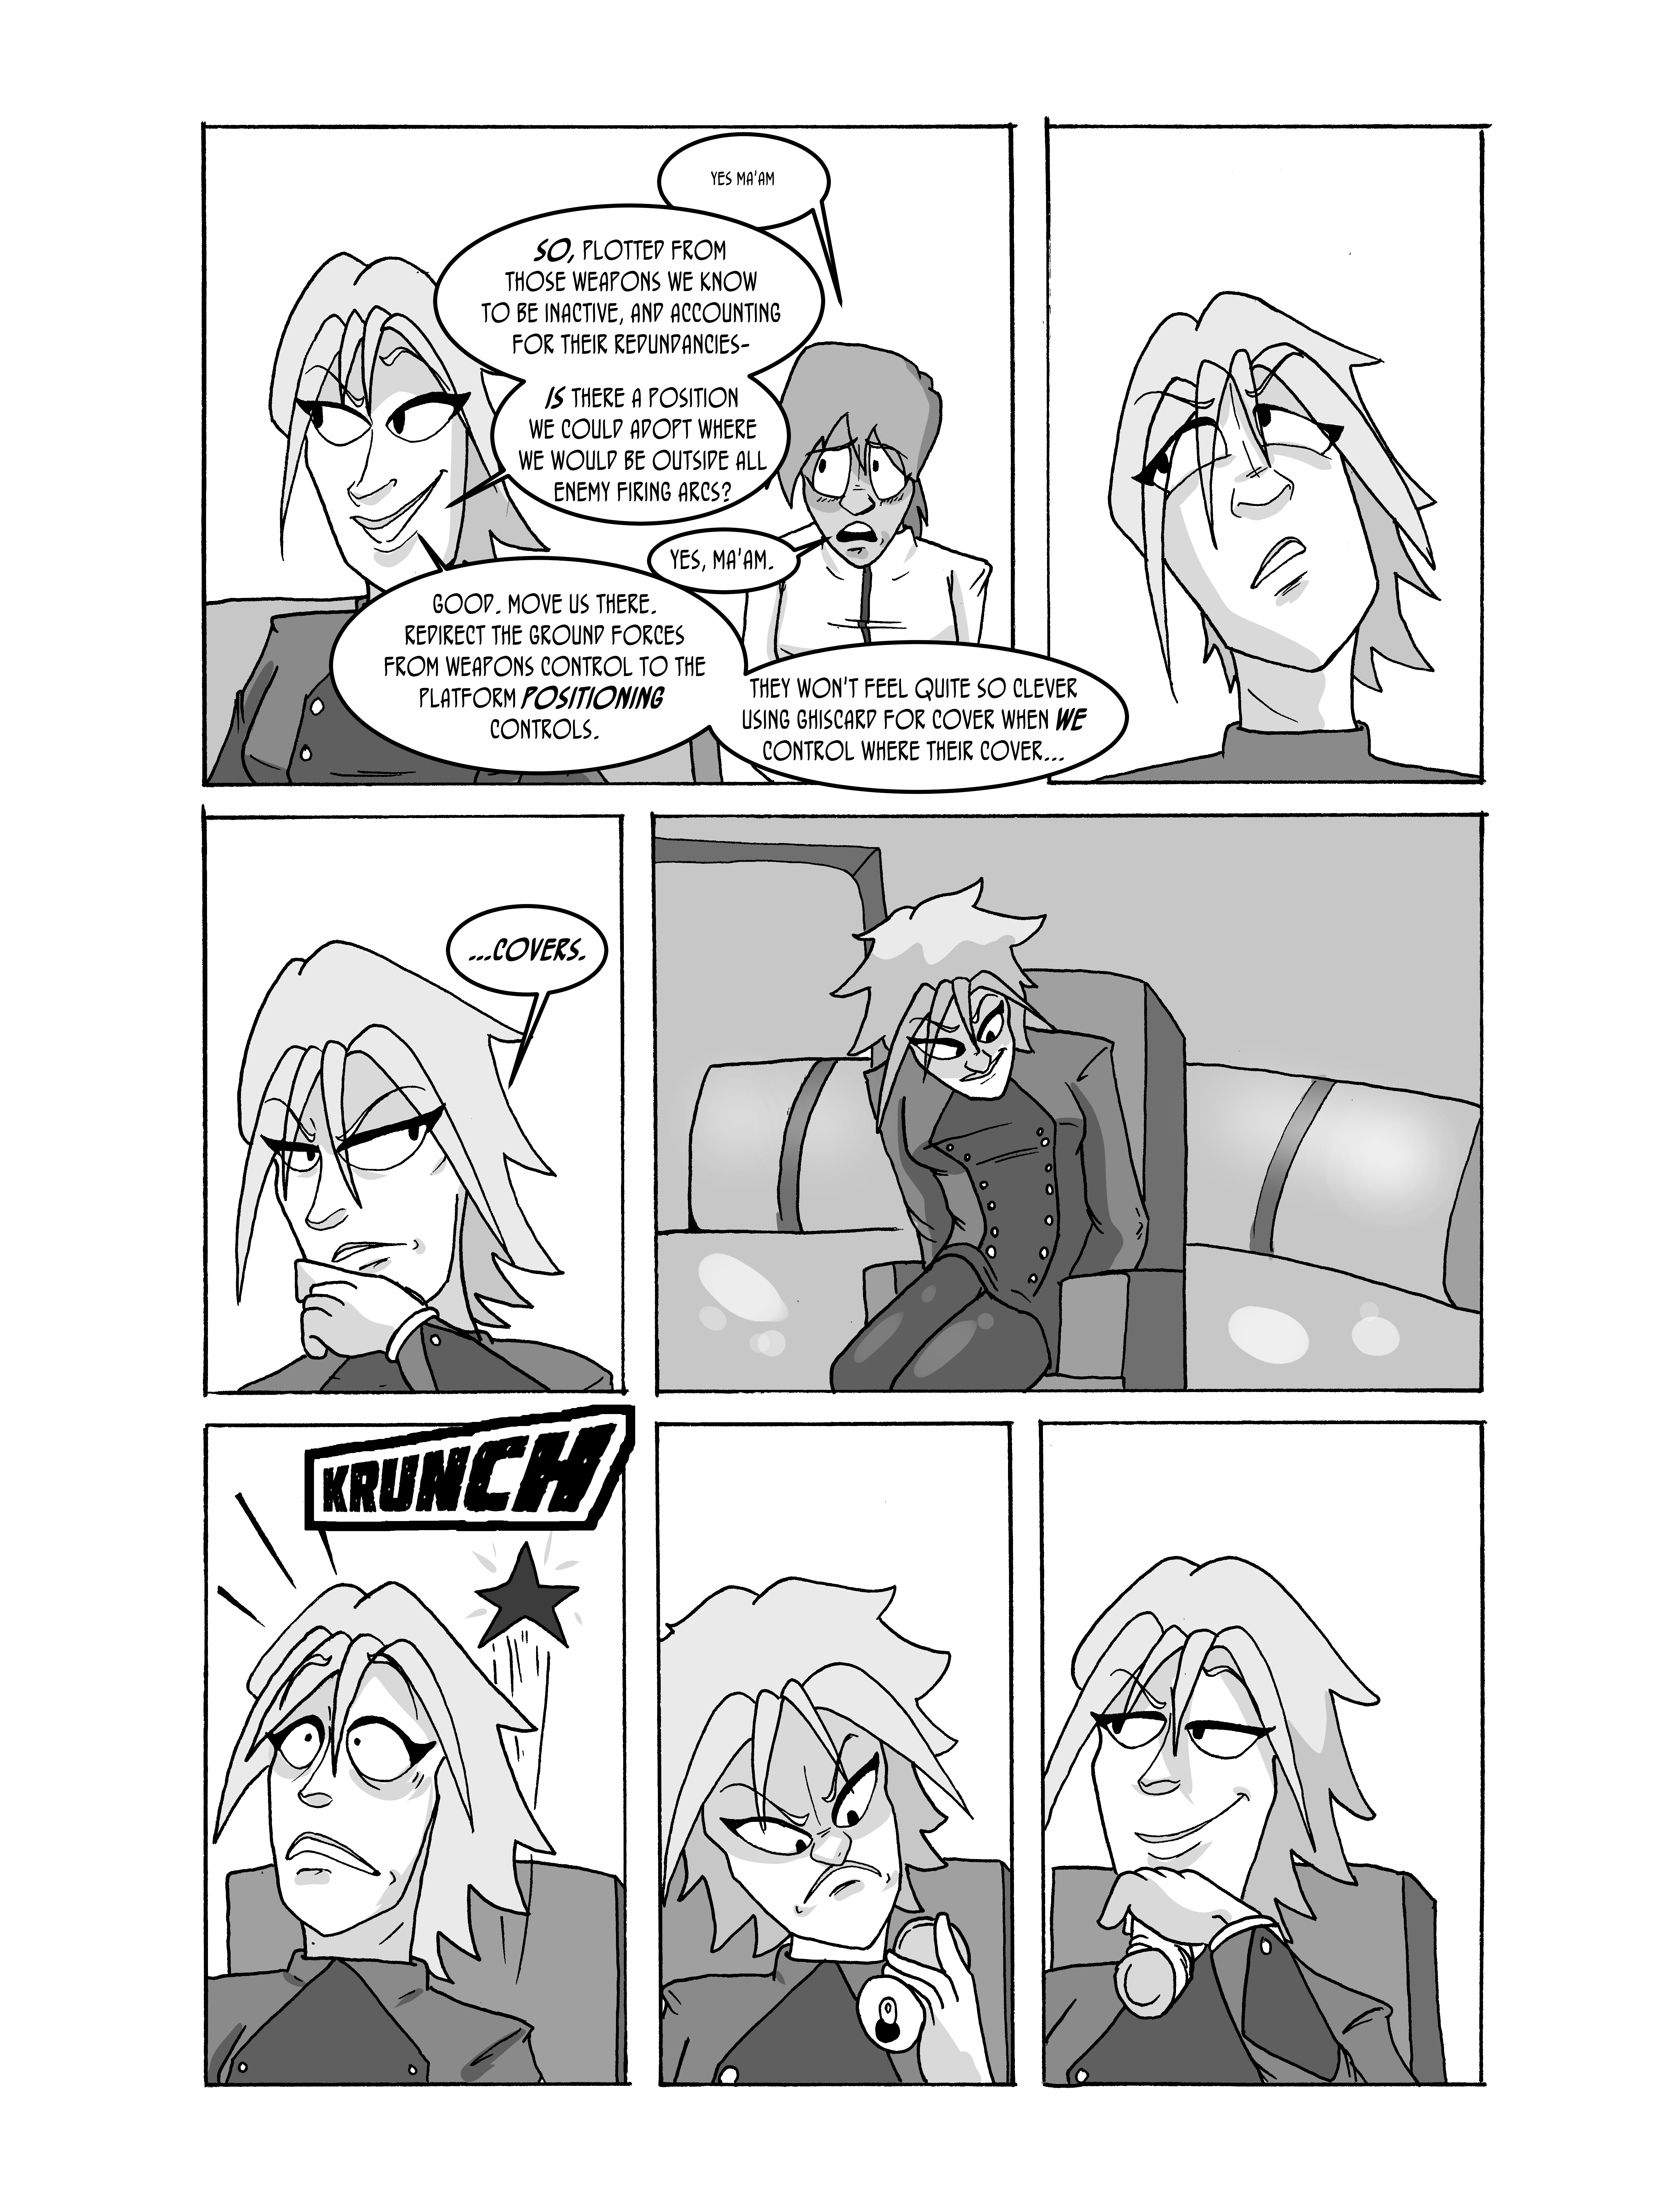 YES MA'AM
SO, PLOTTED FROM
THOSE WEAPONS WE KNOW
TO BE INACTIVE, AND ACCOUNTING
FOR THEIR REDUNDANCIES-
IS THERE A POSITION
WE COULD ADOPT WHERE
WE WOULD BE OUTSIDE ALL
ENEMY FIRING ARCS?
YES, MA'AM.
GOOD. MOVE US THERE.
REDIRECT THE GROUND FORCES
FROM WEAPONS CONTROL TO THE
PLATFORM POSITIONING
CONTROLS.
THEY WON'T FEEL QUITE SO CLEVER
USING GHISCARD FOR COVER WHEN WE
CONTROL WHERE THEIR COVER...
...COVERS.
KRUNCH